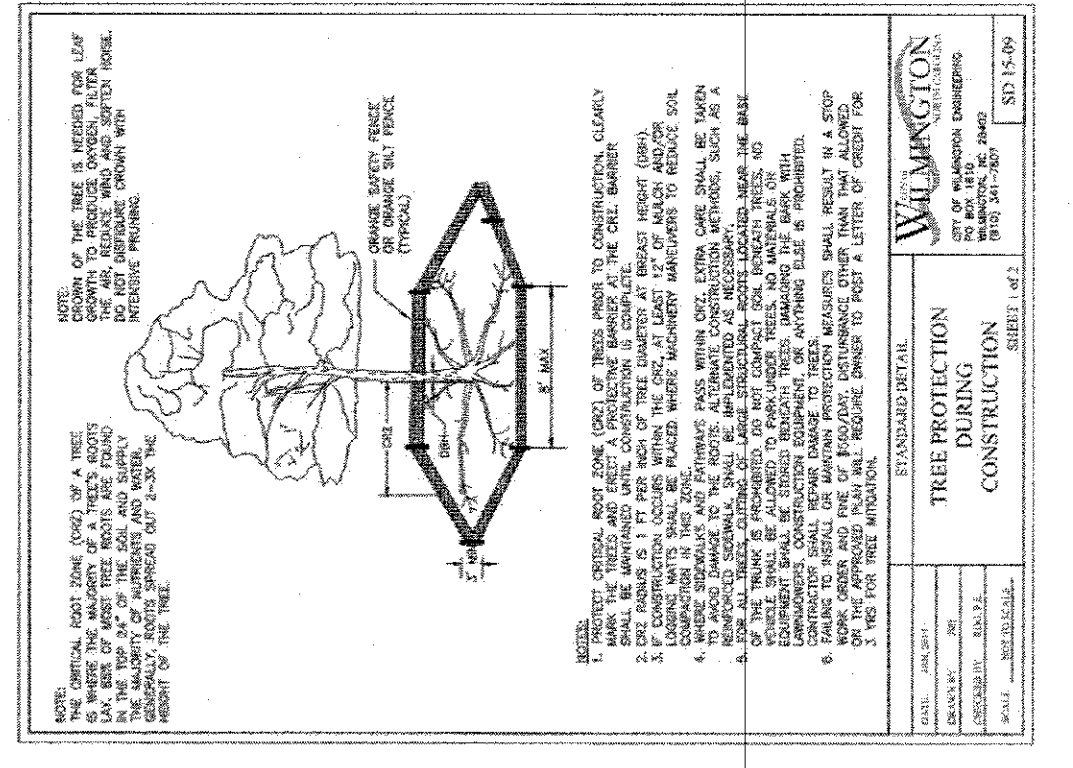 NOTE:
THE CRITICAL ROOT ZONE (CRZ) OF A TREE
IS WHERE THE MAJORITY OF A TREE'S ROOTS
LAY. 85% OF MOST TREE ROOTS ARE FOUND
IN THE TOP 24" OF THE SOIL AND SUPPLY
THE MAJORITY OF NUTRIENTS AND WATER.
GENERALLY, ROOTS SPREAD OUT 2-3X THE
HEIGHT OF THE TREE.
NOTE:
CROWN OF THE TREE IS NEEDED FOR LEAF
GROWTH TO PRODUCE OXYGEN, FILTER
THE AIR, REDUCE WIND AND SOFTEN NOISE.
DO NOT DISFIGURE CROWN WITH
INTENSIVE PRUNING.
ORANGE SAFETY FENCE
OR ORANGE SILT FENCE
(TYPICAL)
CRZ
DBH
3' MIN
8' MAX
NOTES:
1. PROTECT CRITICAL ROOT ZONE (CRZ) OF TREES PRIOR TO CONSTRUCTION. CLEARLY
MARK THE TREES AND ERECT A PROTECTIVE BARRIER AT THE CRZ. BARRIER
SHALL BE MAINTAINED UNTIL CONSTRUCTION IS COMPLETE.
2. CRZ RADIUS IS 1 FT PER INCH OF TREE DIAMETER AT BREAST HEIGHT (DBH).
3. IF CONSTRUCTION OCCURS WITHIN THE CRZ, AT LEAST 12" OF MULCH AND/OR
LOGGING MATTS SHALL BE PLACED WHERE MACHINERY MANEUVERS TO REDUCE SOIL
COMPACTION IN THIS ZONE.
4. WHERE SIDEWALKS AND PATHWAYS PASS WITHIN CRZ, EXTRA CARE SHALL BE TAKEN
TO AVOID DAMAGE TO THE ROOTS. ALTERNATE CONSTRUCTION METHODS, SUCH AS A
REINFORCED SIDEWALK, SHALL BE IMPLEMENTED AS NECESSARY.
5. FOR ALL TREES, CUTTING OF LARGE STRUCTURAL ROOTS LOCATED NEAR THE BASE
OF THE TRUNK IS PROHIBITED. DO NOT COMPACT SOIL BENEATH TREES. NO
VEHICLE SHALL BE ALLOWED TO PARK UNDER TREES. NO MATERIALS OR
EQUIPMENT SHALL BE STORED BENEATH TREES. DAMAGING THE BARK WITH
LAWNMOWERS, CONSTRUCTION EQUIPMENT, OR ANYTHING ELSE IS PROHIBITED.
CONTRACTOR SHALL REPAIR DAMAGE TO TREES.
6. FAILING TO INSTALL OR MAINTAIN PROTECTION MEASURES SHALL RESULT IN A STOP
WORK ORDER AND FINE OF $500/DAY. DISTURBANCE OTHER THAN THAT ALLOWED
ON THE APPROVED PLAN WILL REQUIRE OWNER TO POST A LETTER OF CREDIT FOR
3 YRS FOR TREE MITIGATION.
DATE JAN, 2014
DRAWN BY
CHECKED BY
SCALE NOT TO SCALE
STANDARD DETAIL
TREE PROTECTION
DURING
CONSTRUCTION
SHEET 1 of 2
CITY OF
WILMINGTON
NORTH CAROLINA
CITY OF WILMINGTON ENGINEERING
PO BOX 1810
WILMINGTON, NC 28402
(910) 341-7807
SD 15-09